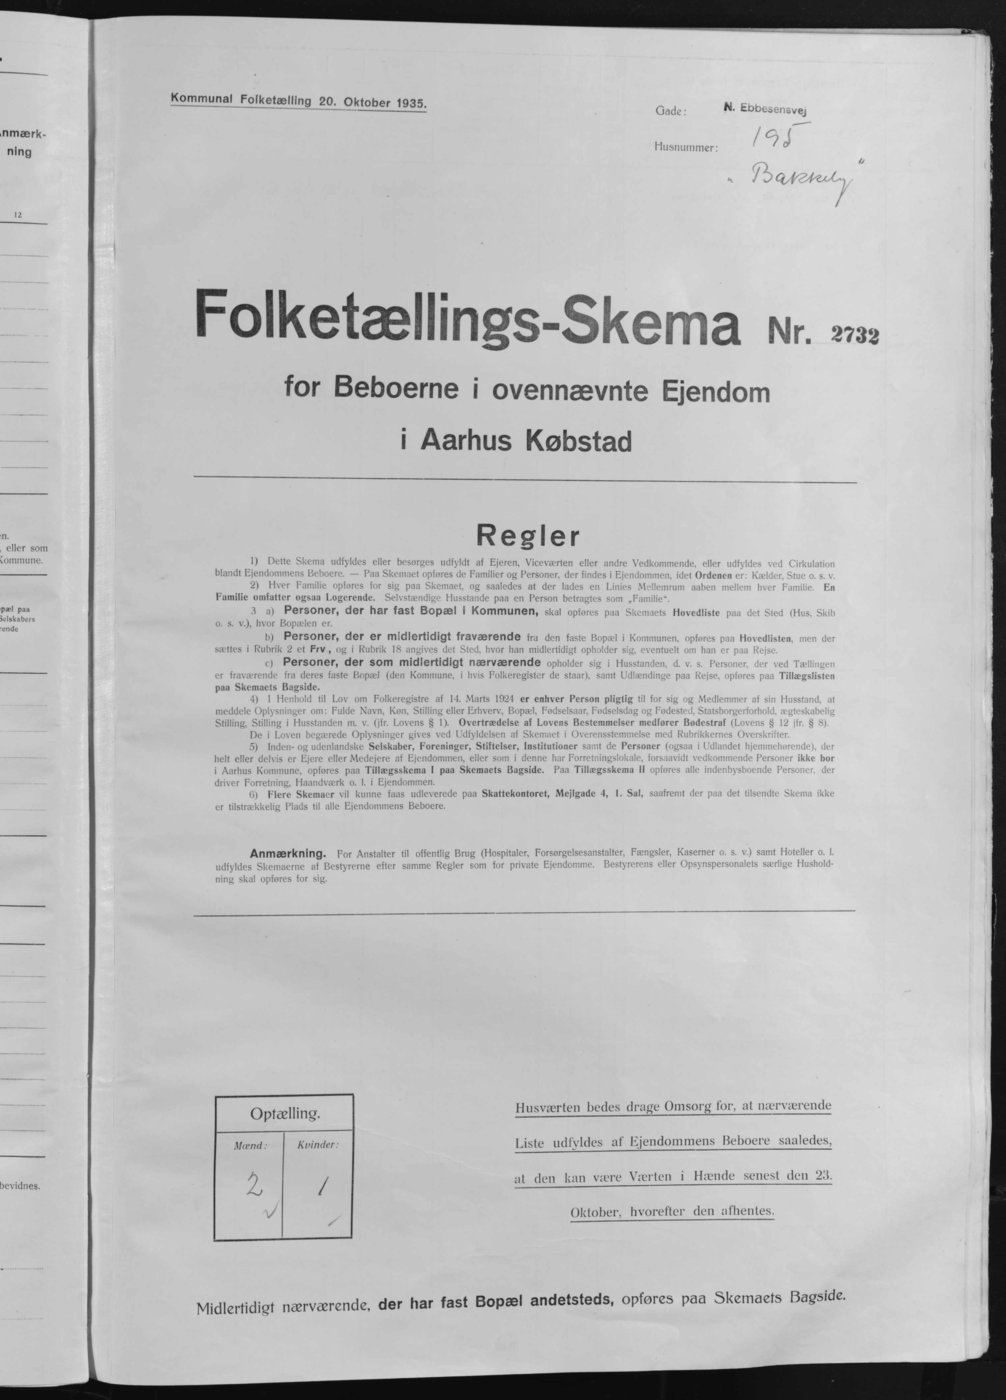 nmærk-
ning
12
n.
, eller som
Kommune.
pæl paa
Selskabers
rende
bevidnes.
Kommunal Folketælling 20. Oktober 1935.
Gade: N. Ebbesensvej
Husnummer: 195
"Bakkely"
Folketællings-Skema Nr. 2732
for Beboerne i ovennævnte Ejendom
i Aarhus Købstad
Regler
1) Dette Skema udfyldes eller besørges udfyldt af Ejeren, Viceværten eller andre Vedkommende, eller udfyldes ved Cirkulation
blandt Ejendommens Beboere. — Paa Skemaet opføres de Familier og Personer, der findes i Ejendommen, idet Ordenen er: Kælder, Stue o. s. v.
2) Hver Familie opføres for sig paa Skemaet, og saaledes at der lades en Linies Mellemrum aaben mellem hver Familie. En
Familie omfatter ogsaa Logerende. Selvstændige Husstande paa en Person betragtes som „Familie“.
3 a) Personer, der har fast Bopæl i Kommunen, skal opføres paa Skemaets Hovedliste paa det Sted (Hus, Skib
o. s. v.), hvor Bopælen er.
b) Personer, der er midlertidigt fraværende fra den faste Bopæl i Kommunen, opføres paa Hovedlisten, men der
sættes i Rubrik 2 et Frv., og i Rubrik 18 angives det Sted, hvor han midlertidigt opholder sig, eventuelt om han er paa Rejse.
c) Personer, der som midlertidigt nærværende opholder sig i Husstanden, d. v. s. Personer, der ved Tællingen
er fraværende fra deres faste Bopæl (den Kommune, i hvis Folkeregister de staar), samt Udlændinge paa Rejse, opføres paa Tillægslisten
paa Skemaets Bagside.
4) I Henhold til Lov om Folkeregistre af 14. Marts 1924 er enhver Person pligtig til for sig og Medlemmer af sin Husstand, at
meddele Oplysninger om: Fulde Navn, Køn, Stilling eller Erhverv, Bopæl, Fødselsaar, Fødselsdag og Fødested, Statsborgerforhold, ægteskabelig
Stilling, Stilling i Husstanden m. v. (jfr. Lovens § 1). Overtrædelse af Lovens Bestemmelser medfører Bødestraf (Lovens § 12 jfr. § 8).
De i Loven begærede Oplysninger gives ved Udfyldelsen af Skemaet i Overensstemmelse med Rubrikkernes Overskrifter.
5) Inden- og udenlandske Selskaber, Foreninger, Stiftelser, Institutioner samt de Personer (ogsaa i Udlandet hjemmehørende), der
helt eller delvis er Ejere eller Medejere af Ejendommen, eller som i denne har Forretningslokale, forsaavidt vedkommende Personer ikke bor
i Aarhus Kommune, opføres paa Tillægsskema I paa Skemaets Bagside. Paa Tillægsskema II opføres alle indenbysboende Personer, der
driver Forretning, Haandværk o. l. i Ejendommen.
6) Flere Skemaer vil kunne faas udleverede paa Skattekontoret, Mejlgade 4, 1. Sal, saafremt der paa det tilsendte Skema ikke
er tilstrækkelig Plads til alle Ejendommens Beboere.
Anmærkning. For Anstalter til offentlig Brug (Hospitaler, Forsørgelsesanstalter, Fængsler, Kaserner o. s. v.) samt Hoteller o. l.
udfyldes Skemaerne af Bestyrerne efter samme Regler som for private Ejendomme. Bestyrerens eller Opsynspersonalets særlige Hushold-
ning skal opføres for sig.
Optælling.
Mænd: Kvinder:
2 1
Husværten bedes drage Omsorg for, at nærværende
Liste udfyldes af Ejendommens Beboere saaledes,
at den kan være Værten i Hænde senest den 23.
Oktober, hvorefter den afhentes.
Midlertidigt nærværende, der har fast Bopæl andetsteds, opføres paa Skemaets Bagside.